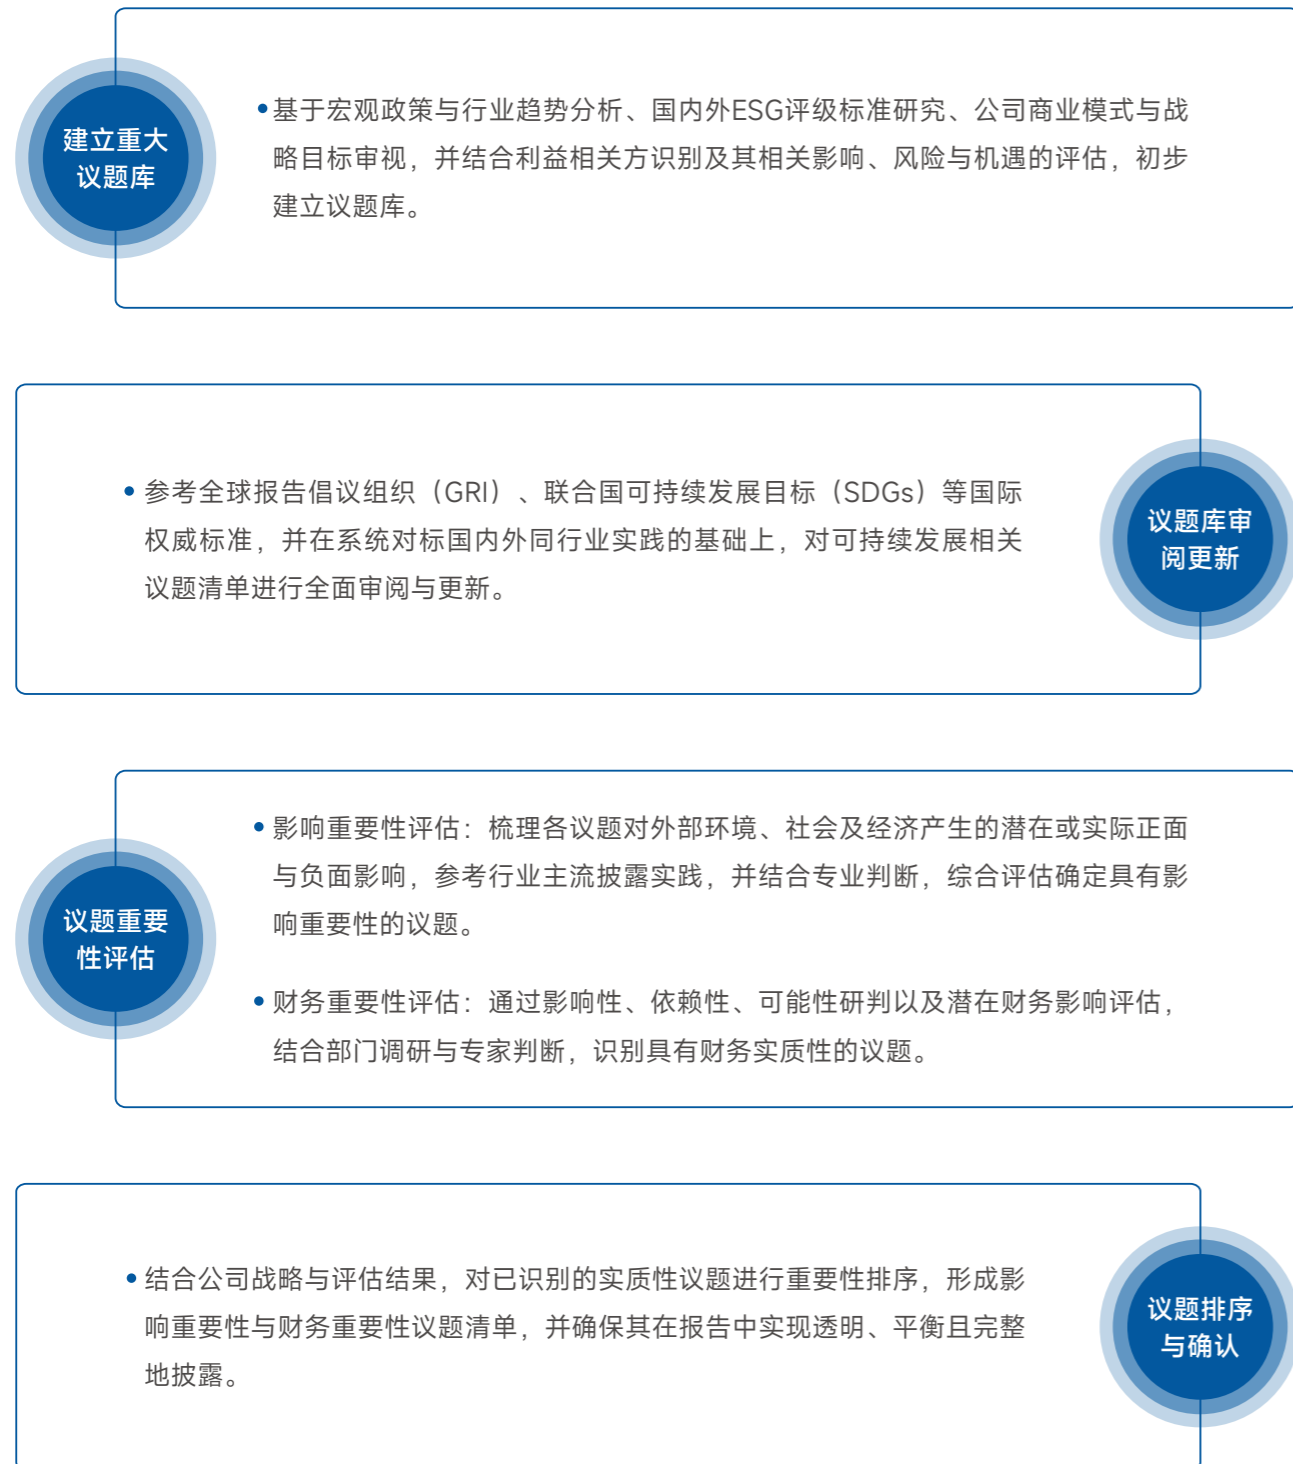 建立重大
议题库
基于宏观政策与行业趋势分析、国内外ESG评级标准研究、公司商业模式与战
略目标审视，并结合利益相关方识别及其相关影响、风险与机遇的评估，初步
建立议题库。
参考全球报告倡议组织（GRI）、联合国可持续发展目标（SDGs）等国际
权威标准，并在系统对标国内外同行业实践的基础上，对可持续发展相关
议题清单进行全面审阅与更新。
议题库审
阅更新
议题重要
性评估
影响重要性评估：梳理各议题对外部环境、社会及经济产生的潜在或实际正面
与负面影响，参考行业主流披露实践，并结合专业判断，综合评估确定具有影
响重要性的议题。
财务重要性评估：通过影响性、依赖性、可能性研判以及潜在财务影响评估，
结合部门调研与专家判断，识别具有财务实质性的议题。
结合公司战略与评估结果，对已识别的实质性议题进行重要性排序，形成影
响重要性与财务重要性议题清单，并确保其在报告中实现透明、平衡且完整
地披露。
议题排序
与确认